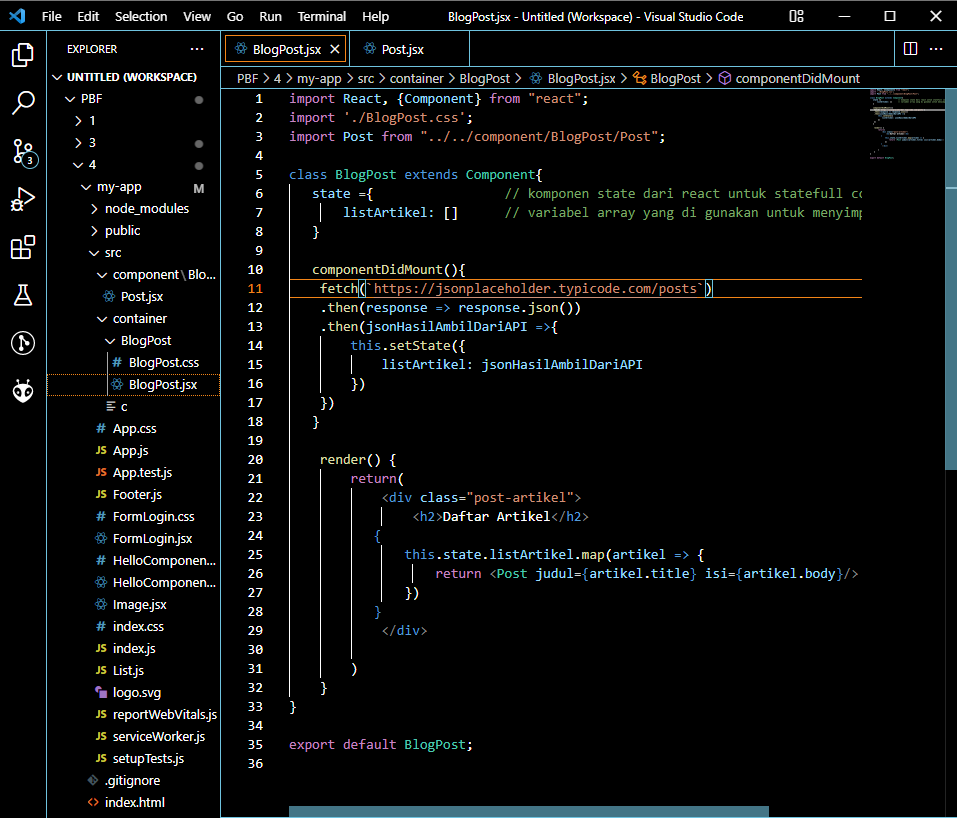 File Edit Selection View Go Run Terminal Help BlogPost.jsx - Untitled (Workspace) - Visual Studio Code
EXPLORER ...
UNTITLED (WORKSPACE)
PBF
1
3
4
my-app M
node_modules
public
src
component\Blo...
Post.jsx
container
BlogPost
# BlogPost.css
BlogPost.jsx
c
# App.css
JS App.js
JS App.test.js
JS Footer.js
# FormLogin.css
FormLogin.jsx
# HelloComponen...
HelloComponen...
Image.jsx
# index.css
JS index.js
JS List.js
logo.svg
JS reportWebVitals.js
JS serviceWorker.js
JS setupTests.js
.gitignore
<> index.html
3
BlogPost.jsx Post.jsx ...
PBF > 4 > my-app > src > container > BlogPost > BlogPost.jsx > BlogPost > componentDidMount
1 import React, {Component} from "react";
2 import './BlogPost.css';
3 import Post from "../../component/BlogPost/Post";
4
5 class BlogPost extends Component{
6 state ={ // komponen state dari react untuk statefull co
7 listArtikel: [] // variabel array yang di gunakan untuk menyimp
8 }
9
10 componentDidMount(){
11 fetch(`https://jsonplaceholder.typicode.com/posts`)
12 .then(response => response.json())
13 .then(jsonHasilAmbilDariAPI =>{
14 this.setState({
15 listArtikel: jsonHasilAmbilDariAPI
16 })
17 })
18 }
19
20 render() {
21 return(
22 <div class="post-artikel">
23 <h2>Daftar Artikel</h2>
24 {
25 this.state.listArtikel.map(artikel => {
26 return <Post judul={artikel.title} isi={artikel.body}/>
27 })
28 }
29 </div>
30
31 )
32 }
33 }
34
35 export default BlogPost;
36